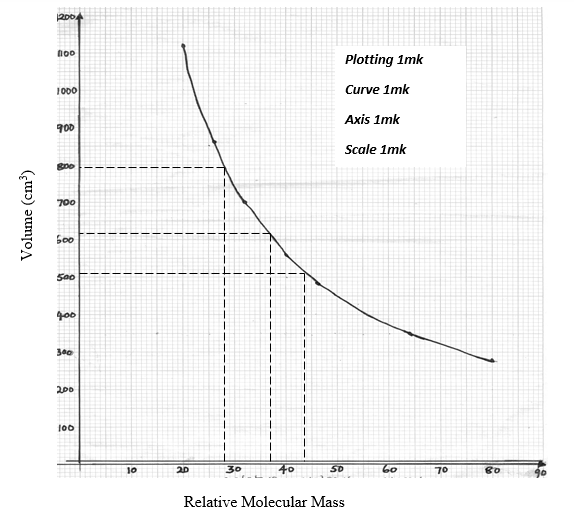 1200
1100
Plotting 1mk
1000
Curve 1mk
900
Axis 1mk
Scale 1mk
800
700
Volume (cm³)
600
500
400
300
200
100
10 20 30 40 50 60 70 80 90
Relative Molecular Mass